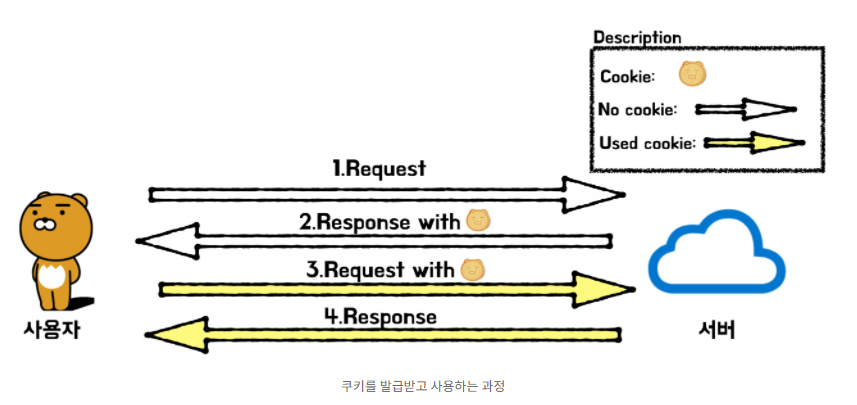 Description
Cookie:
No cookie:
Used cookie:
1.Request
2.Response with
3.Request with
4.Response
사용자
서버
쿠키를 발급받고 사용하는 과정